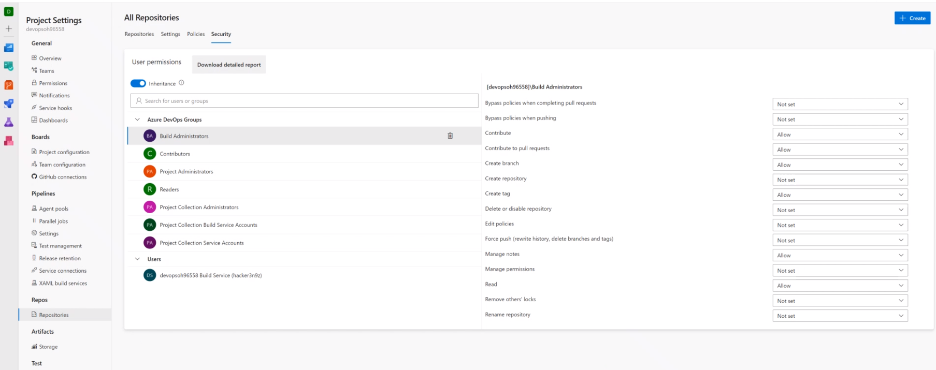 D
Project Settings
devopsoh96558
General
Overview
Teams
Permissions
Notifications
Service hooks
Dashboards
Boards
Project configuration
Team configuration
GitHub connections
Pipelines
Agent pools
Parallel jobs
Settings
Test management
Release retention
Service connections
XAML build services
Repos
Repositories
Artifacts
Storage
Test
All Repositories
Create
Repositories Settings Policies Security
User permissions Download detailed report
Inheritance
Search for users or groups
Azure DevOps Groups
BA Build Administrators
C Contributors
PA Project Administrators
R Readers
PA Project Collection Administrators
PA Project Collection Build Service Accounts
PA Project Collection Service Accounts
Users
DS devopsoh96558 Build Service (hacker3n9z)
[devopsoh96558]\Build Administrators
Bypass policies when completing pull requests Not set
Bypass policies when pushing Not set
Contribute Allow
Contribute to pull requests Allow
Create branch Allow
Create repository Not set
Create tag Allow
Delete or disable repository Not set
Edit policies Not set
Force push (rewrite history, delete branches and tags) Not set
Manage notes Allow
Manage permissions Not set
Read Allow
Remove others' locks Not set
Rename repository Not set